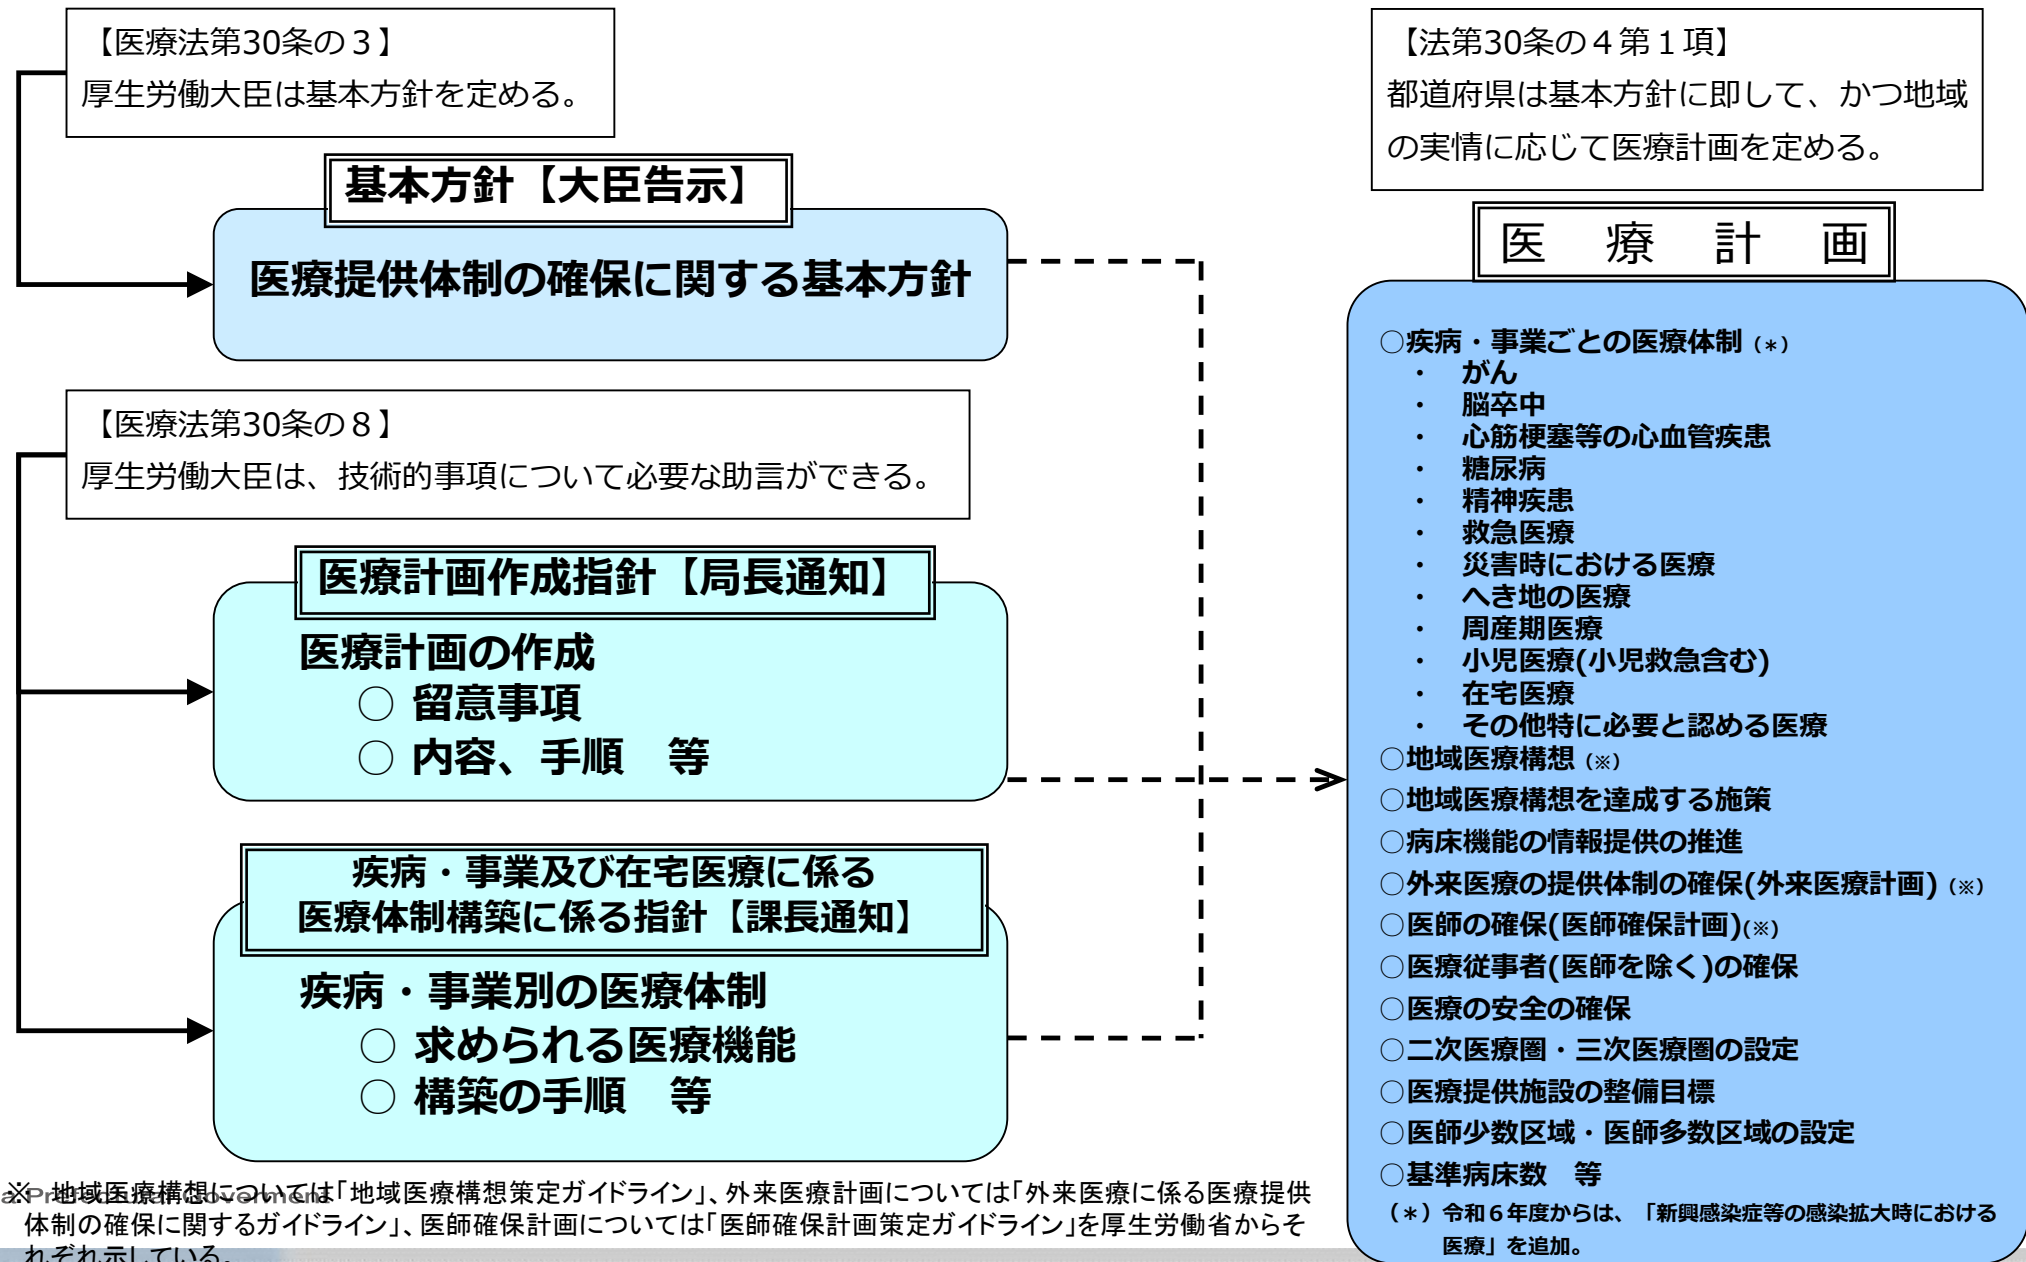 【医療法第30条の３】
厚生労働大臣は基本方針を定める。
基本方針【大臣告示】
医療提供体制の確保に関する基本方針
【医療法第30条の８】
厚生労働大臣は、技術的事項について必要な助言ができる。
医療計画作成指針【局長通知】
医療計画の作成
○ 留意事項
○ 内容、手順　等
疾病・事業及び在宅医療に係る
医療体制構築に係る指針【課長通知】
疾病・事業別の医療体制
○ 求められる医療機能
○ 構築の手順　等
【法第30条の４第１項】
都道府県は基本方針に即して、かつ地域
の実情に応じて医療計画を定める。
医　療　計　画
○疾病・事業ごとの医療体制（＊）
・　がん
・　脳卒中
・　心筋梗塞等の心血管疾患
・　糖尿病
・　精神疾患
・　救急医療
・　災害時における医療
・　へき地の医療
・　周産期医療
・　小児医療(小児救急含む)
・　在宅医療
・　その他特に必要と認める医療
○地域医療構想（※）
○地域医療構想を達成する施策
○病床機能の情報提供の推進
○外来医療の提供体制の確保(外来医療計画)（※）
○医師の確保(医師確保計画)(※)
○医療従事者(医師を除く)の確保
○医療の安全の確保
○二次医療圏・三次医療圏の設定
○医療提供施設の整備目標
○医師少数区域・医師多数区域の設定
○基準病床数　等
（＊）令和６年度からは、「新興感染症等の感染拡大時における
医療」を追加。
※　地域医療構想については「地域医療構想策定ガイドライン」、外来医療計画については「外来医療に係る医療提供
体制の確保に関するガイドライン」、医師確保計画については「医師確保計画策定ガイドライン」を厚生労働省からそ
れぞれ示している。